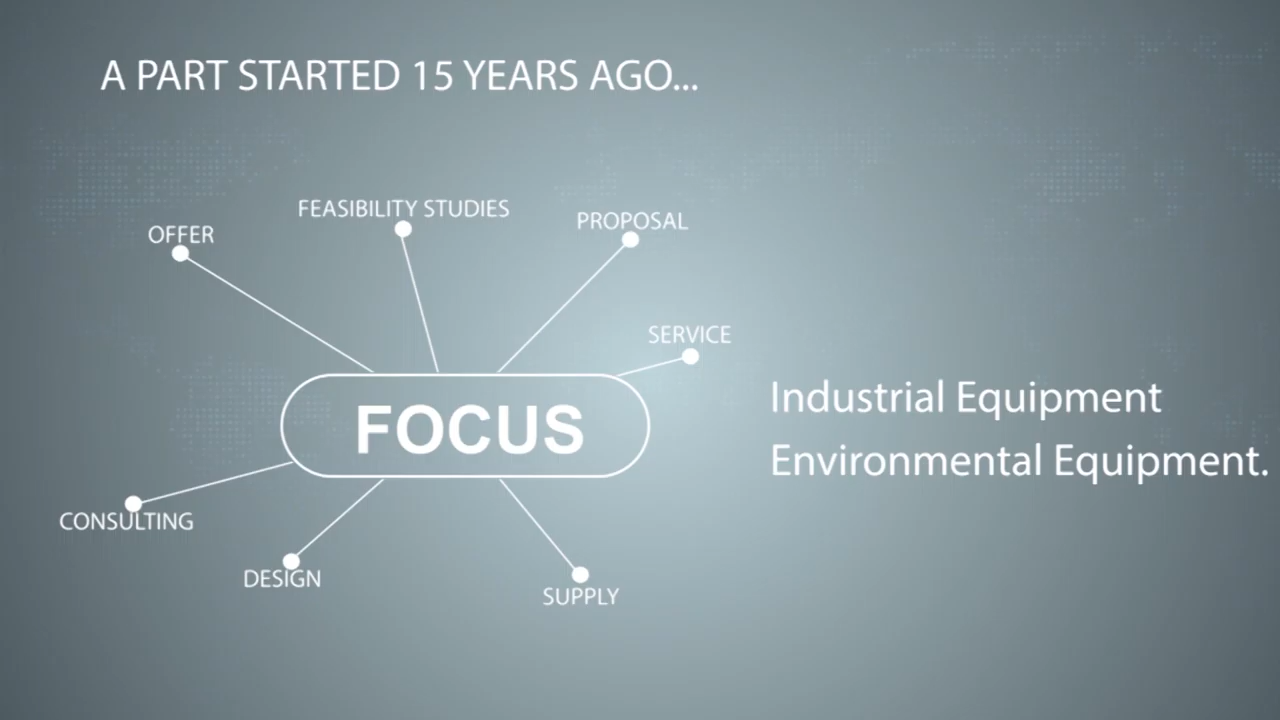 A PART STARTED 15 YEARS AGO...
FEASIBILITY STUDIES
OFFER
PROPOSAL
SERVICE
FOCUS
CONSULTING
DESIGN
SUPPLY
Industrial Equipment
Environmental Equipment.